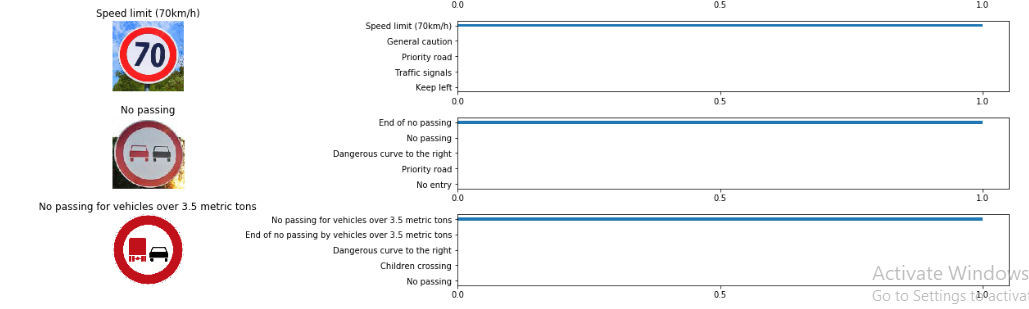 0.0 0.5 1.0
Speed limit (70km/h)
70
Speed limit (70km/h)
General caution
Priority road
Traffic signals
Keep left
0.0 0.5 1.0
No passing
End of no passing
No passing
Dangerous curve to the right
Priority road
No entry
0.0 0.5 1.0
No passing for vehicles over 3.5 metric tons
No passing for vehicles over 3.5 metric tons
End of no passing by vehicles over 3.5 metric tons
Dangerous curve to the right
Children crossing
No passing
0.0 0.5 1.0
Activate Windows
Go to Settings to activat